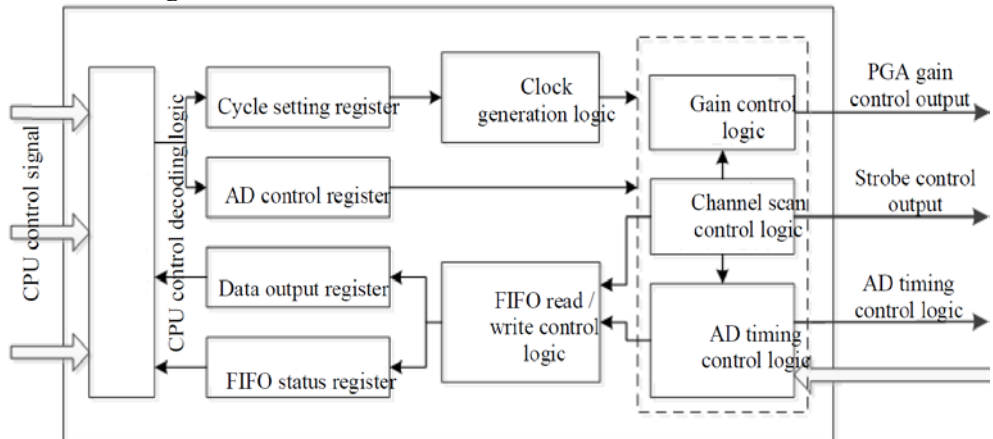 CPU control signal
CPU control decoding logic
Cycle setting register
Clock
generation logic
AD control register
Data output register
FIFO status register
FIFO read /
write control
logic
Gain control
logic
Channel scan
control logic
AD timing
control logic
PGA gain
control output
Strobe control
output
AD timing
control logic